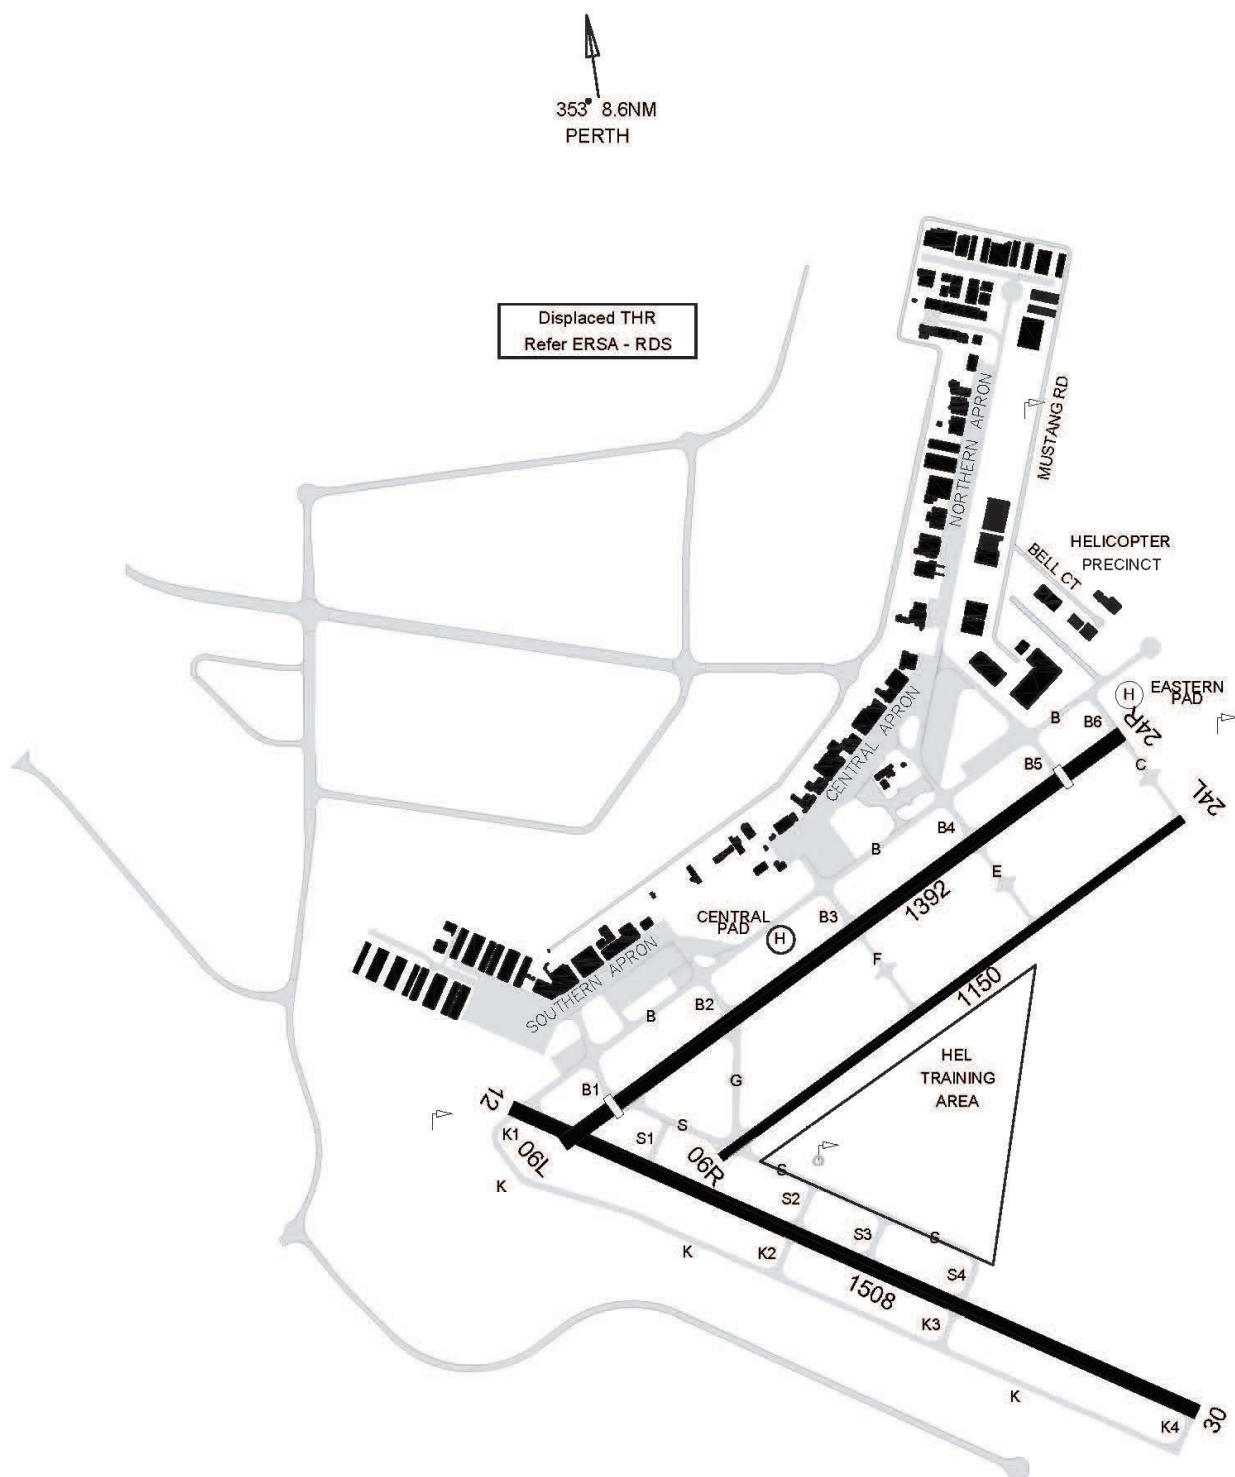 353° 8.6NM
PERTH
Displaced THR
Refer ERSA - RDS
NORTHERN APRON
MUSTANG RD
HELICOPTER
PRECINCT
BELL CT
H
EASTERN
PAD
B
B6
24R
CENTRAL APRON
B5
C
24L
B4
B
E
1392
CENTRAL
PAD
H
B3
F
SOUTHERN APRON
B2
B
1150
HEL
TRAINING
AREA
G
12
B1
K1
06L
S1
S
06R
S
K
S2
S3
S
K
K2
S4
1508
K3
K
K4
30